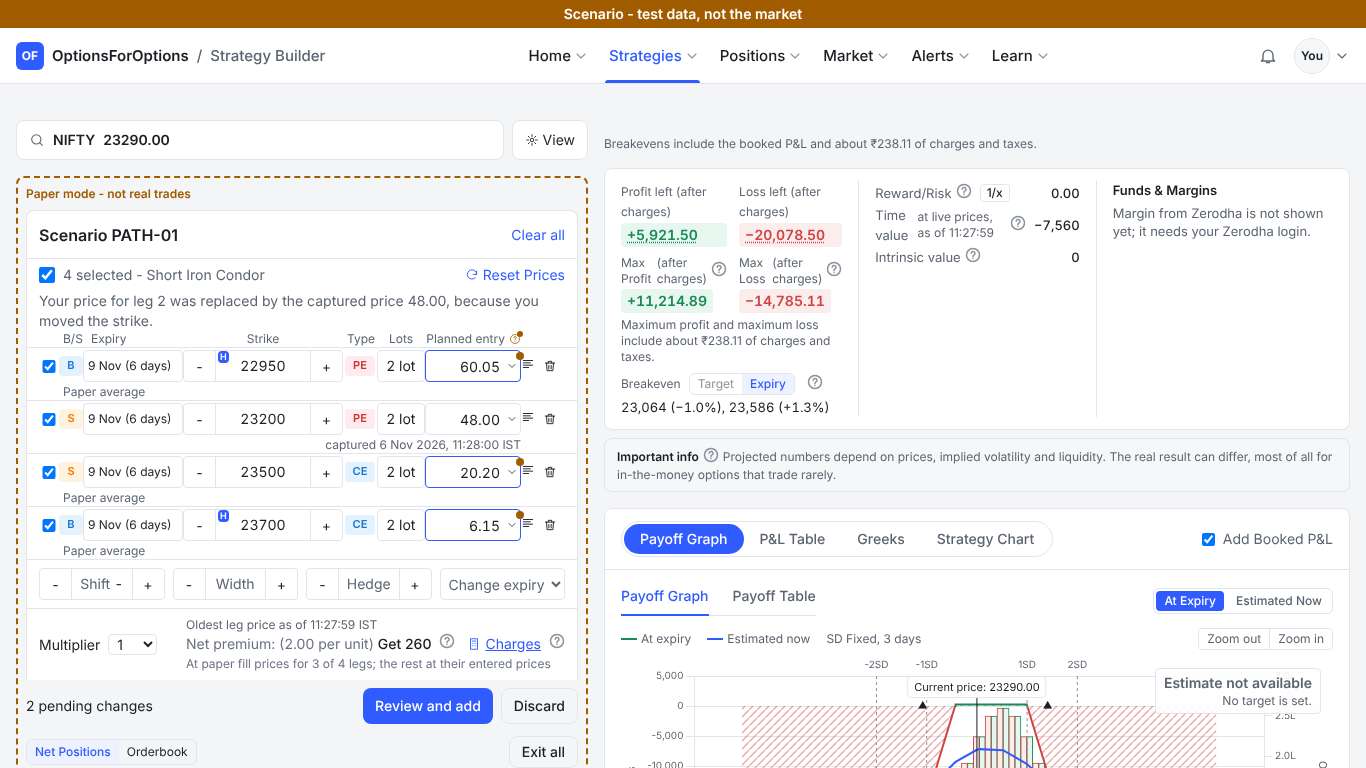 Scenario - test data, not the market
OF OptionsForOptions / Strategy Builder
Home Strategies Positions Market Alerts Learn You
NIFTY 23290.00
View
Paper mode - not real trades
Scenario PATH-01 Clear all
4 selected - Short Iron Condor Reset Prices
Your price for leg 2 was replaced by the captured price 48.00, because you
moved the strike.
B/S Expiry Strike Type Lots Planned entry ?
B 9 Nov (6 days) - H 22950 + PE 2 lot 60.05
Paper average
S 9 Nov (6 days) - 23200 + PE 2 lot 48.00
captured 6 Nov 2026, 11:28:00 IST
S 9 Nov (6 days) - 23500 + CE 2 lot 20.20
Paper average
B 9 Nov (6 days) - H 23700 + CE 2 lot 6.15
Paper average
- Shift - + - Width + - Hedge + Change expiry
Oldest leg price as of 11:27:59 IST
Multiplier 1 Net premium: (2.00 per unit) Get 260 ? Charges ?
At paper fill prices for 3 of 4 legs; the rest at their entered prices
2 pending changes Review and add Discard
Net Positions Orderbook Exit all
Breakevens include the booked P&L and about ₹238.11 of charges and taxes.
Profit left (after charges) Loss left (after charges)
+5,921.50 −20,078.50
Max Profit (after charges) ? Max Loss (after charges) ?
+11,214.89 −14,785.11
Maximum profit and maximum loss
include about ₹238.11 of charges and
taxes.
Breakeven Target Expiry ?
23,064 (−1.0%), 23,586 (+1.3%)
Reward/Risk ? 1/x 0.00
Time value at live prices, as of 11:27:59 ? −7,560
Intrinsic value ? 0
Funds & Margins
Margin from Zerodha is not shown
yet; it needs your Zerodha login.
Important info ? Projected numbers depend on prices, implied volatility and liquidity. The real result can differ, most of all for
in-the-money options that trade rarely.
Payoff Graph P&L Table Greeks Strategy Chart Add Booked P&L
Payoff Graph Payoff Table At Expiry Estimated Now
At expiry Estimated now SD Fixed, 3 days Zoom out Zoom in
-2SD -1SD 1SD 2SD
5,000
Current price: 23290.00
Estimate not available
No target is set.
0
2.5L
-5,000
2.0L
-10,000